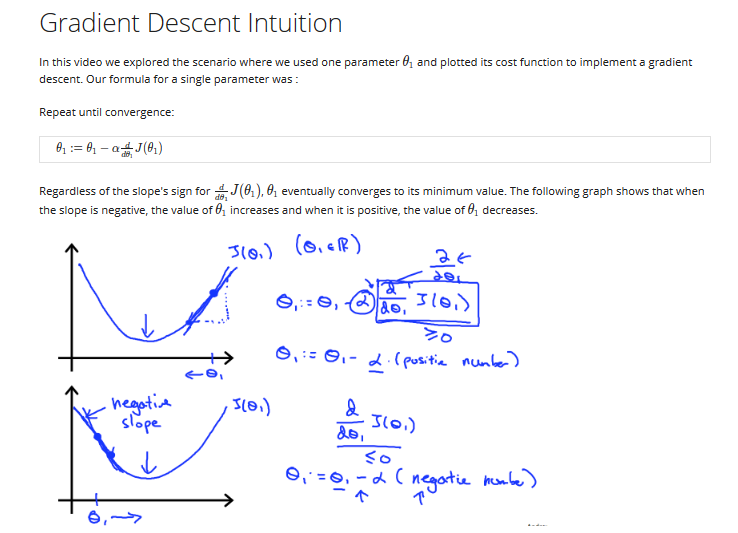 Gradient Descent Intuition
In this video we explored the scenario where we used one parameter θ₁ and plotted its cost function to implement a gradient
descent. Our formula for a single parameter was :
Repeat until convergence:
θ₁ := θ₁ − α d/dθ₁ J(θ₁)
Regardless of the slope's sign for d/dθ₁ J(θ₁), θ₁ eventually converges to its minimum value. The following graph shows that when
the slope is negative, the value of θ₁ increases and when it is positive, the value of θ₁ decreases.
J(θ₁) (θ₁ ∈ ℝ)
∂/∂θ₁ ←
θ₁ := θ₁ − α d/dθ₁ J(θ₁)
≥ 0
θ₁ := θ₁ − α · (positive number)
← θ₁
negative
slope
J(θ₁)
d/dθ₁ J(θ₁)
≤ 0
θ₁ := θ₁ − α (negative number)
θ₁ →